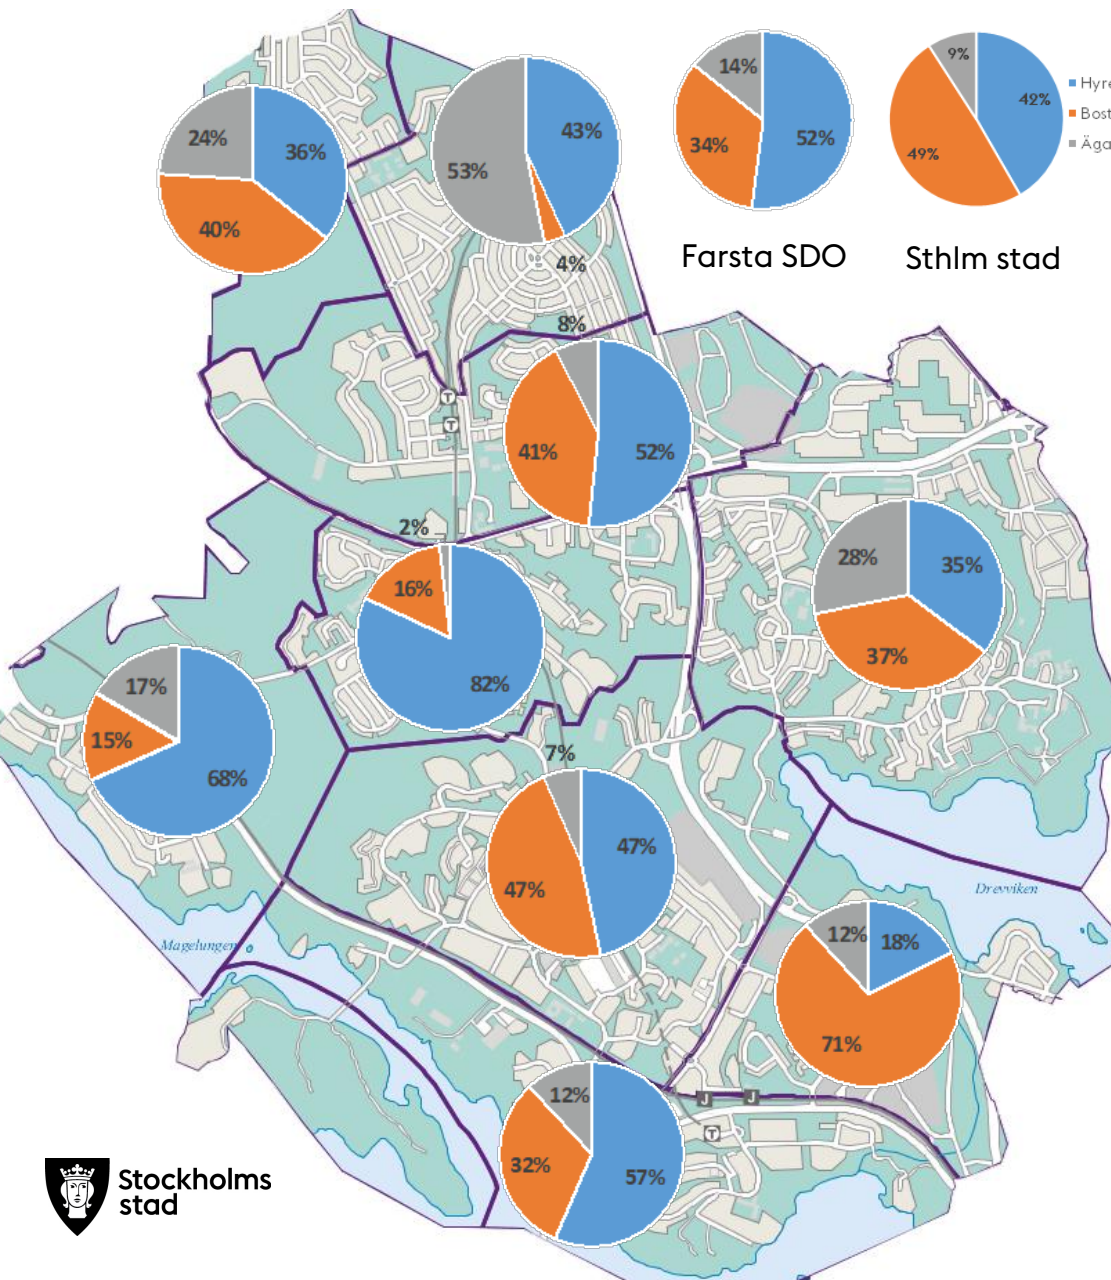 14%
52%
34%
9%
42%
49%
Hyre
Bost
Äga
Farsta SDO
Sthlm stad
24%
36%
40%
43%
53%
4%
8%
41%
52%
2%
16%
82%
28%
35%
37%
17%
15%
68%
7%
47%
47%
Drevviken
Magelungen
12%
18%
71%
J
J
T
T
T
12%
32%
57%
Stockholms
stad